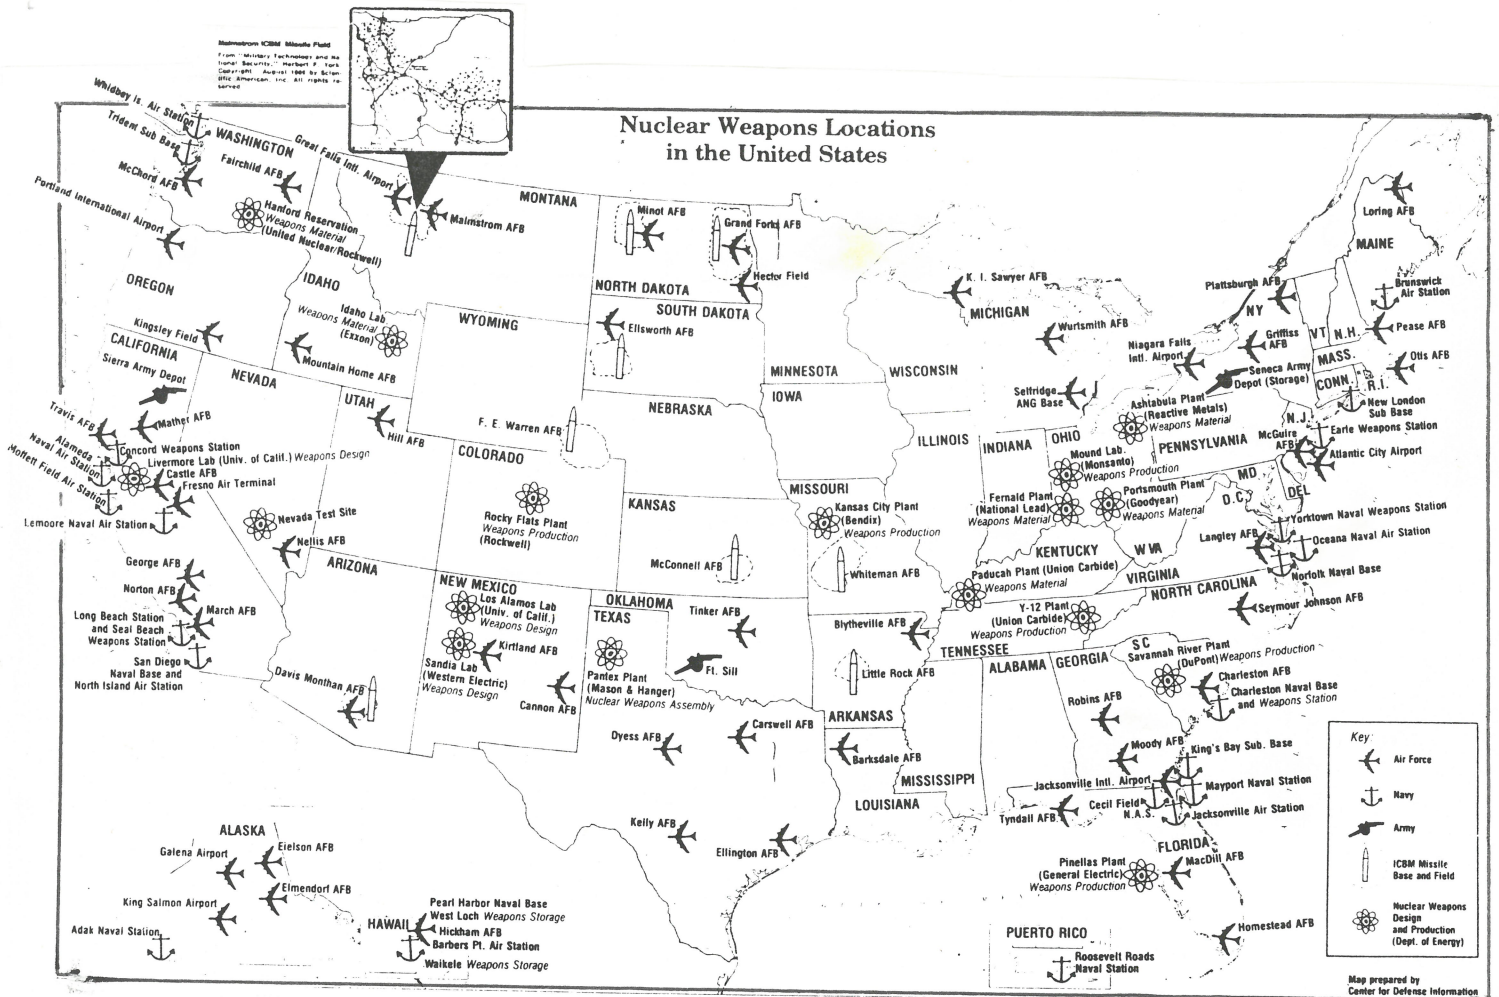 Malmstrom ICBM Missile Field
From "Military Technology and Na
tional Security," Herbert F. York
Copyright August 1969 by Scien
tific American, Inc. All rights re-
served
Nuclear Weapons Locations
in the United States
Whidbey Is. Air Station
Trident Sub Base
WASHINGTON
McChord AFB
Fairchild AFB
Great Falls Intl. Airport
Portland International Airport
Hanford Reservation
Weapons Material
(United Nuclear/Rockwell)
MONTANA
Malmstrom AFB
Minot AFB
Grand Forks AFB
Hector Field
NORTH DAKOTA
SOUTH DAKOTA
Ellsworth AFB
OREGON
Kingsley Field
IDAHO
Idaho Lab
Weapons Material
(Exxon)
Mountain Home AFB
WYOMING
F. E. Warren AFB
CALIFORNIA
Sierra Army Depot
NEVADA
UTAH
Hill AFB
Travis AFB
Mather AFB
Alameda
Naval Air Station
Concord Weapons Station
Livermore Lab (Univ. of Calif.) Weapons Design
Moffett Field Air Station
Castle AFB
Fresno Air Terminal
Lemoore Naval Air Station
Nevada Test Site
Nellis AFB
George AFB
Norton AFB
March AFB
Long Beach Station
and Seal Beach
Weapons Station
San Diego
Naval Base and
North Island Air Station
ARIZONA
Davis Monthan AFB
COLORADO
Rocky Flats Plant
Weapons Production
(Rockwell)
NEW MEXICO
Los Alamos Lab
(Univ. of Calif.)
Weapons Design
Kirtland AFB
Sandia Lab
(Western Electric)
Weapons Design
Cannon AFB
NEBRASKA
KANSAS
McConnell AFB
OKLAHOMA
Tinker AFB
Ft. Sill
TEXAS
Pantex Plant
(Mason & Hanger)
Nuclear Weapons Assembly
Dyess AFB
Carswell AFB
Kelly AFB
Ellington AFB
MINNESOTA
IOWA
MISSOURI
Kansas City Plant
(Bendix)
Weapons Production
Whiteman AFB
Blytheville AFB
Little Rock AFB
ARKANSAS
Barksdale AFB
LOUISIANA
MISSISSIPPI
WISCONSIN
ILLINOIS
K. I. Sawyer AFB
MICHIGAN
Wurtsmith AFB
Selfridge
ANG Base
INDIANA
OHIO
Ashtabula Plant
(Reactive Metals)
Weapons Material
Mound Lab.
(Monsanto)
Weapons Production
Fernald Plant
(National Lead)
Weapons Material
Portsmouth Plant
(Goodyear)
Weapons Material
KENTUCKY
Paducah Plant (Union Carbide)
Weapons Material
Y-12 Plant
(Union Carbide)
Weapons Production
TENNESSEE
ALABAMA
GEORGIA
Robins AFB
Moody AFB
W VA
VIRGINIA
NORTH CAROLINA
Seymour Johnson AFB
S C
Savannah River Plant
(DuPont) Weapons Production
Charleston AFB
Charleston Naval Base
and Weapons Station
King's Bay Sub. Base
Jacksonville Intl. Airport
Mayport Naval Station
Cecil Field
N.A.S.
Jacksonville Air Station
Tyndall AFB
FLORIDA
Pinellas Plant
(General Electric)
Weapons Production
MacDill AFB
Homestead AFB
Loring AFB
MAINE
Brunswick
Air Station
Plattsburgh AFB
NY
VT
N.H.
Pease AFB
Griffiss
AFB
Niagara Falls
Intl. Airport
MASS.
Otis AFB
Seneca Army
Depot (Storage)
CONN.
R.I.
New London
Sub Base
PENNSYLVANIA
N.J.
Earle Weapons Station
McGuire
AFB
Atlantic City Airport
MD
D.C.
DEL
Yorktown Naval Weapons Station
Langley AFB
Oceana Naval Air Station
Norfolk Naval Base
ALASKA
Galena Airport
Eielson AFB
Elmendorf AFB
King Salmon Airport
Adak Naval Station
HAWAII
Pearl Harbor Naval Base
West Loch Weapons Storage
Hickham AFB
Barbers Pt. Air Station
Waikele Weapons Storage
PUERTO RICO
Roosevelt Roads
Naval Station
Key:
Air Force
Navy
Army
ICBM Missile
Base and Field
Nuclear Weapons
Design
and Production
(Dept. of Energy)
Map prepared by
Center for Defense Information